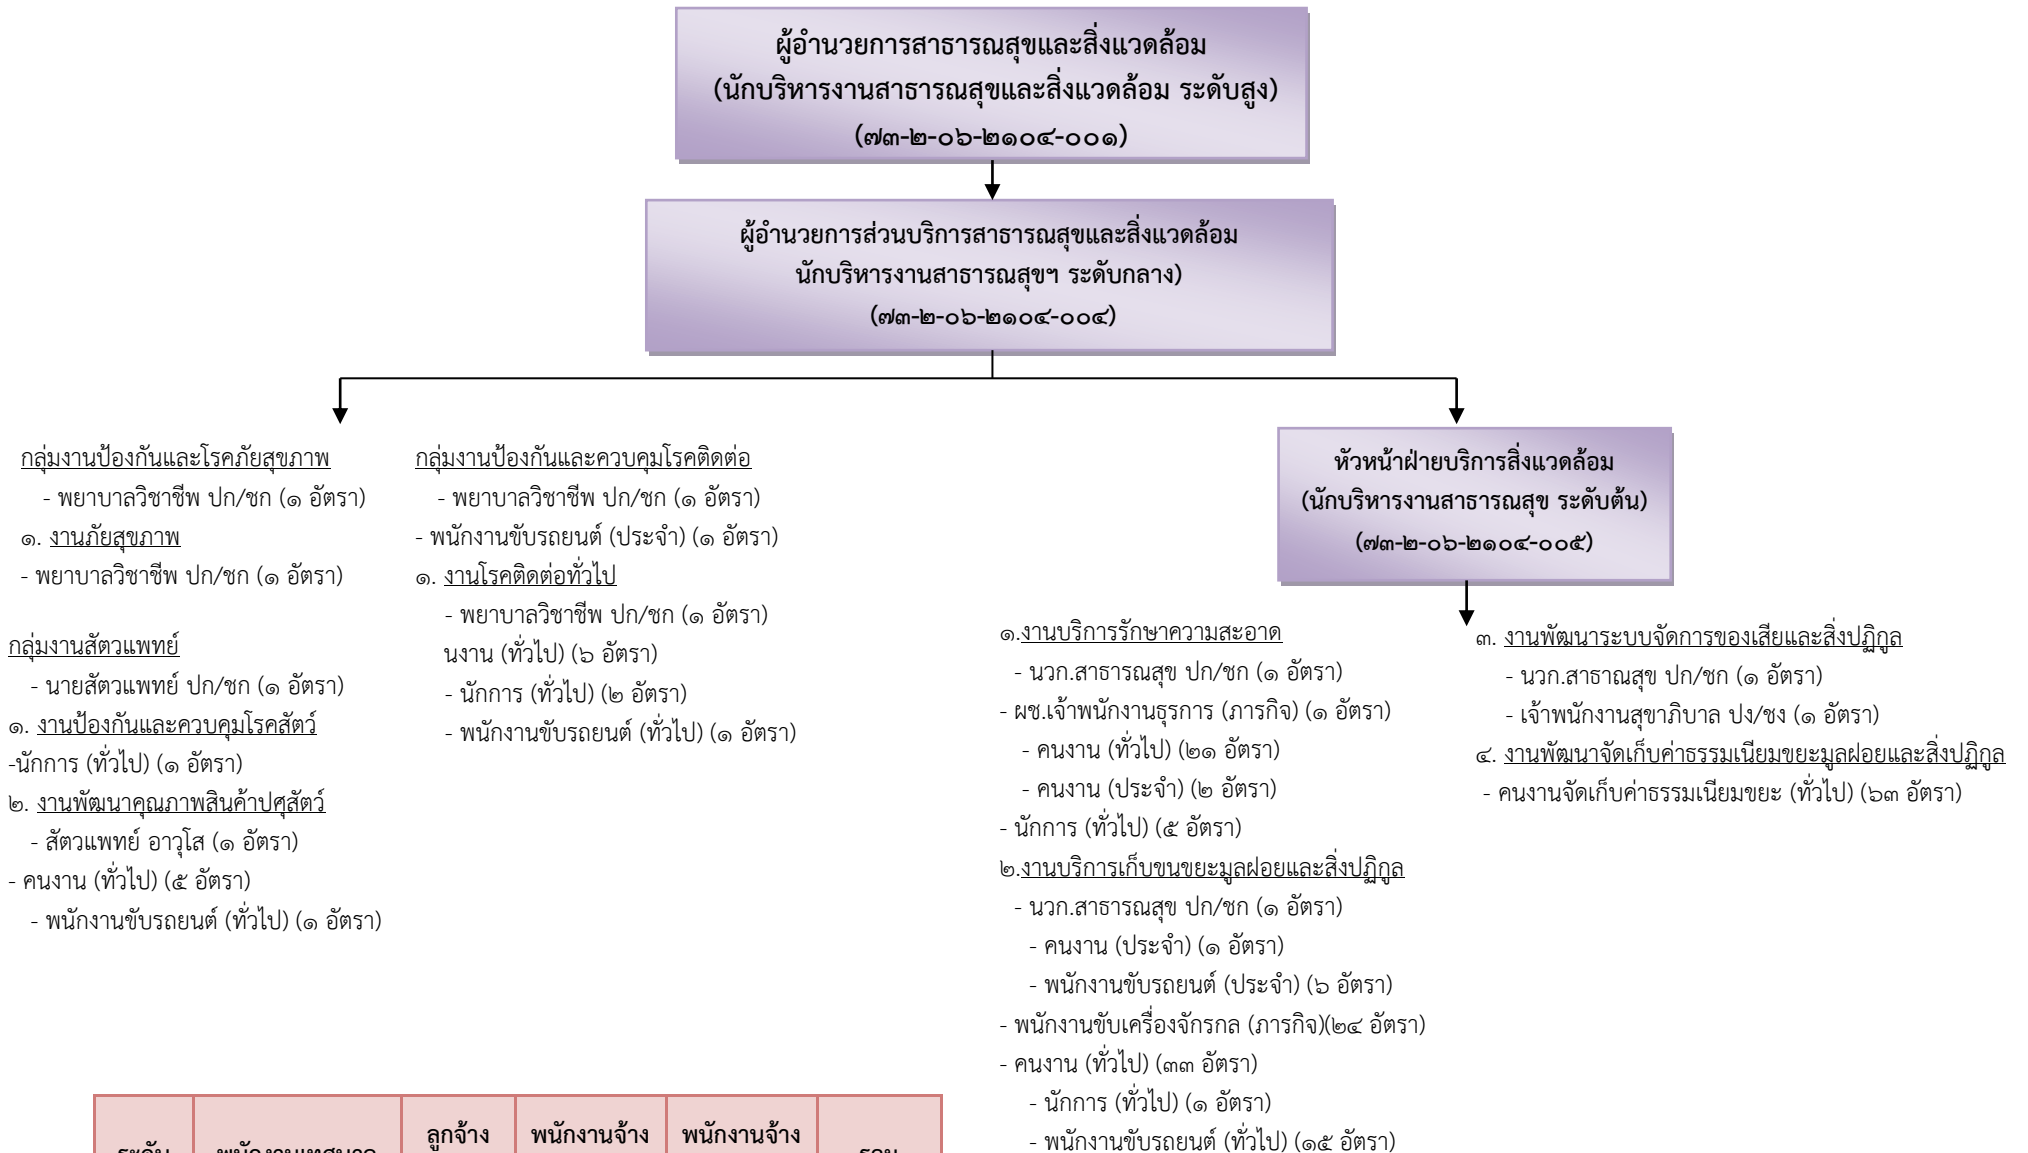 ผู้อำนวยการสาธารณสุขและสิ่งแวดล้อม
(นักบริหารงานสาธารณสุขและสิ่งแวดล้อม ระดับสูง)
(๗๓-๒-๐๖-๒๑๐๔-๐๐๑)
ผู้อำนวยการส่วนบริการสาธารณสุขและสิ่งแวดล้อม
นักบริหารงานสาธารณสุขฯ ระดับกลาง)
(๗๓-๒-๐๖-๒๑๐๔-๐๐๔)
กลุ่มงานป้องกันและโรคภัยสุขภาพ
- พยาบาลวิชาชีพ ปก/ชก (๑ อัตรา)
๑. งานภัยสุขภาพ
- พยาบาลวิชาชีพ ปก/ชก (๑ อัตรา)
กลุ่มงานสัตวแพทย์
- นายสัตวแพทย์ ปก/ชก (๑ อัตรา)
๑. งานป้องกันและควบคุมโรคสัตว์
-นักการ (ทั่วไป) (๑ อัตรา)
๒. งานพัฒนาคุณภาพสินค้าปศุสัตว์
- สัตวแพทย์ อาวุโส (๑ อัตรา)
- คนงาน (ทั่วไป) (๕ อัตรา)
- พนักงานขับรถยนต์ (ทั่วไป) (๑ อัตรา)
กลุ่มงานป้องกันและควบคุมโรคติดต่อ
- พยาบาลวิชาชีพ ปก/ชก (๑ อัตรา)
- พนักงานขับรถยนต์ (ประจำ) (๑ อัตรา)
๑. งานโรคติดต่อทั่วไป
- พยาบาลวิชาชีพ ปก/ชก (๑ อัตรา)
นงาน (ทั่วไป) (๖ อัตรา)
- นักการ (ทั่วไป) (๒ อัตรา)
- พนักงานขับรถยนต์ (ทั่วไป) (๑ อัตรา)
หัวหน้าฝ่ายบริการสิ่งแวดล้อม
(นักบริหารงานสาธารณสุข ระดับต้น)
(๗๓-๒-๐๖-๒๑๐๔-๐๐๕)
๑.งานบริการรักษาความสะอาด
- นวก.สาธารณสุข ปก/ชก (๑ อัตรา)
- ผช.เจ้าพนักงานธุรการ (ภารกิจ) (๑ อัตรา)
- คนงาน (ทั่วไป) (๒๑ อัตรา)
- คนงาน (ประจำ) (๒ อัตรา)
- นักการ (ทั่วไป) (๕ อัตรา)
๒.งานบริการเก็บขนขยะมูลฝอยและสิ่งปฏิกูล
- นวก.สาธารณสุข ปก/ชก (๑ อัตรา)
- คนงาน (ประจำ) (๑ อัตรา)
- พนักงานขับรถยนต์ (ประจำ) (๖ อัตรา)
- พนักงานขับเครื่องจักรกล (ภารกิจ)(๒๔ อัตรา)
- คนงาน (ทั่วไป) (๓๓ อัตรา)
- นักการ (ทั่วไป) (๑ อัตรา)
- พนักงานขับรถยนต์ (ทั่วไป) (๑๕ อัตรา)
๓. งานพัฒนาระบบจัดการของเสียและสิ่งปฏิกูล
- นวก.สาธาณสุข ปก/ชก (๑ อัตรา)
- เจ้าพนักงานสุขาภิบาล ปง/ชง (๑ อัตรา)
๔. งานพัฒนาจัดเก็บค่าธรรมเนียมขยะมูลฝอยและสิ่งปฏิกูล
- คนงานจัดเก็บค่าธรรมเนียมขยะ (ทั่วไป) (๖๓ อัตรา)
ลูกจ้าง พนักงานจ้าง พนักงานจ้าง
ระดับ พนักงานเทศบาล รวม